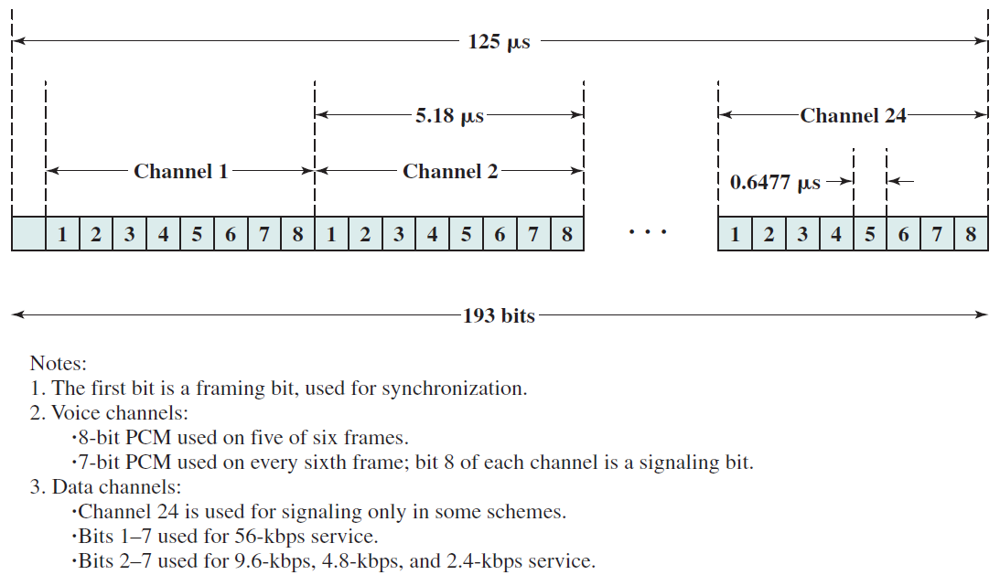 125 μs
5.18 μs
Channel 24
Channel 1
Channel 2
0.6477 μs
1 2 3 4 5 6 7 8 1 2 3 4 5 6 7 8 • • • 1 2 3 4 5 6 7 8
193 bits
Notes:
1. The first bit is a framing bit, used for synchronization.
2. Voice channels:
·8-bit PCM used on five of six frames.
·7-bit PCM used on every sixth frame; bit 8 of each channel is a signaling bit.
3. Data channels:
·Channel 24 is used for signaling only in some schemes.
·Bits 1–7 used for 56-kbps service.
·Bits 2–7 used for 9.6-kbps, 4.8-kbps, and 2.4-kbps service.